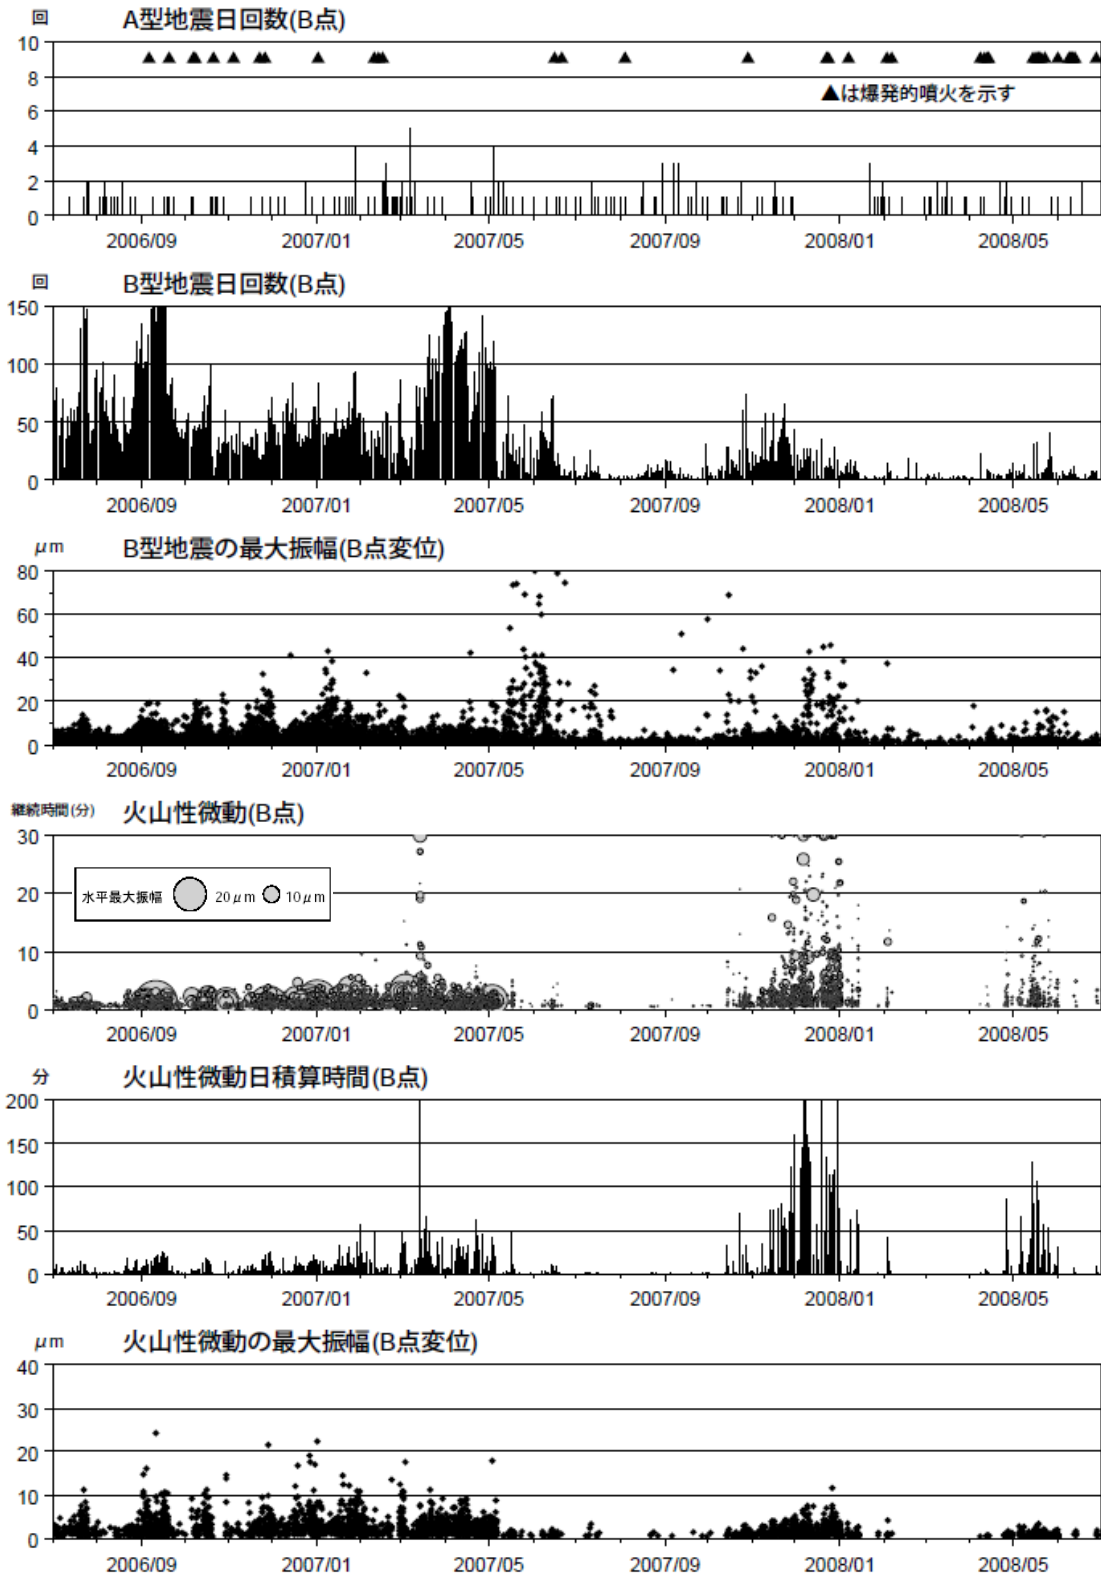 回 A型地震日回数(B点)
10
8
▲は爆発的噴火を示す
6
4
2
0
2006/09 2007/01 2007/05 2007/09 2008/01 2008/05
回 B型地震日回数(B点)
150
100
50
0
2006/09 2007/01 2007/05 2007/09 2008/01 2008/05
μm B型地震の最大振幅(B点変位)
80
60
40
20
0
2006/09 2007/01 2007/05 2007/09 2008/01 2008/05
継続時間(分) 火山性微動(B点)
30
水平最大振幅 20μm 10μm
20
10
0
2006/09 2007/01 2007/05 2007/09 2008/01 2008/05
分 火山性微動日積算時間(B点)
200
150
100
50
0
2006/09 2007/01 2007/05 2007/09 2008/01 2008/05
μm 火山性微動の最大振幅(B点変位)
40
30
20
10
0
2006/09 2007/01 2007/05 2007/09 2008/01 2008/05